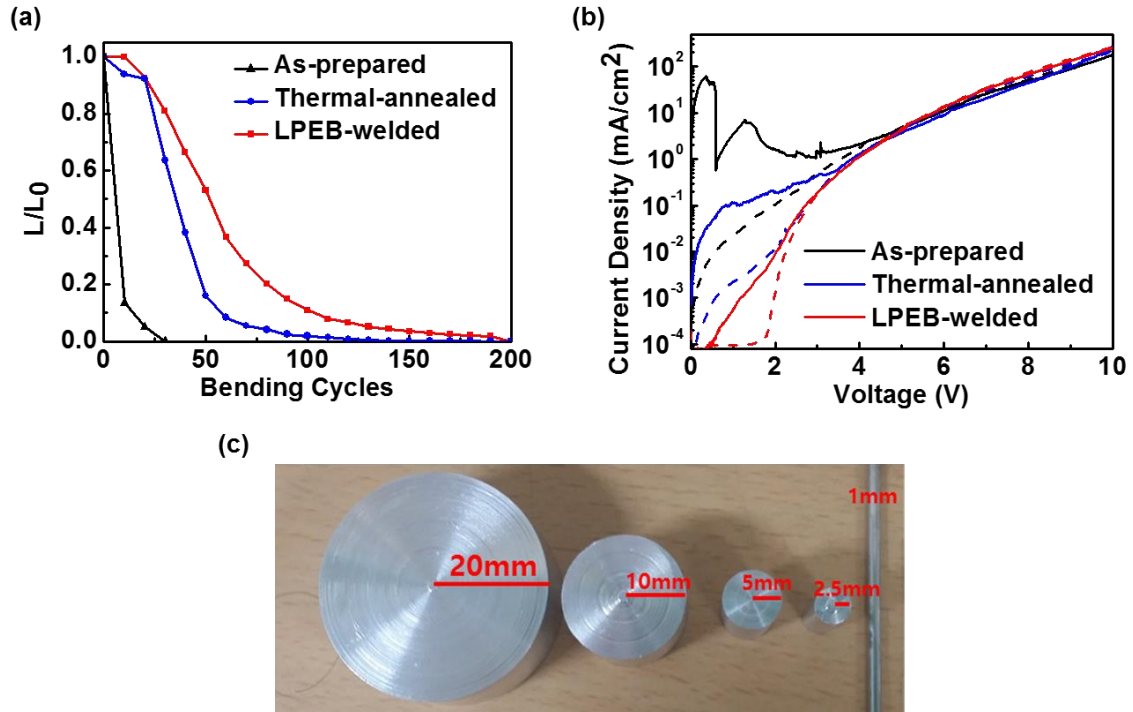 (a)
L/L0
1.0
0.8
0.6
0.4
0.2
0.0
0
50
100
150
200
Bending Cycles
As-prepared
Thermal-annealed
LPEB-welded
(b)
Current Density (mA/cm2)
10^2
10^1
10^0
10^-1
10^-2
10^-3
10^-4
0
2
4
6
8
10
Voltage (V)
As-prepared
Thermal-annealed
LPEB-welded
(c)
20mm
10mm
5mm
2.5mm
1mm